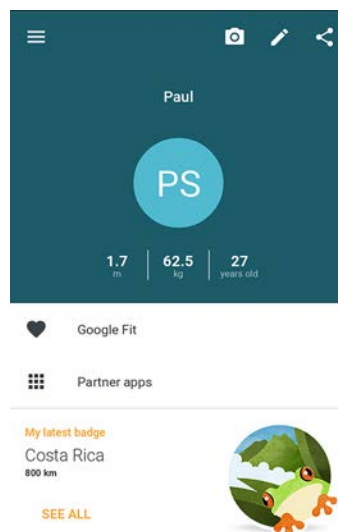 Paul
PS
1.7 62.5 27
m kg years old
Google Fit
Partner apps
My latest badge
Costa Rica
800 km
SEE ALL